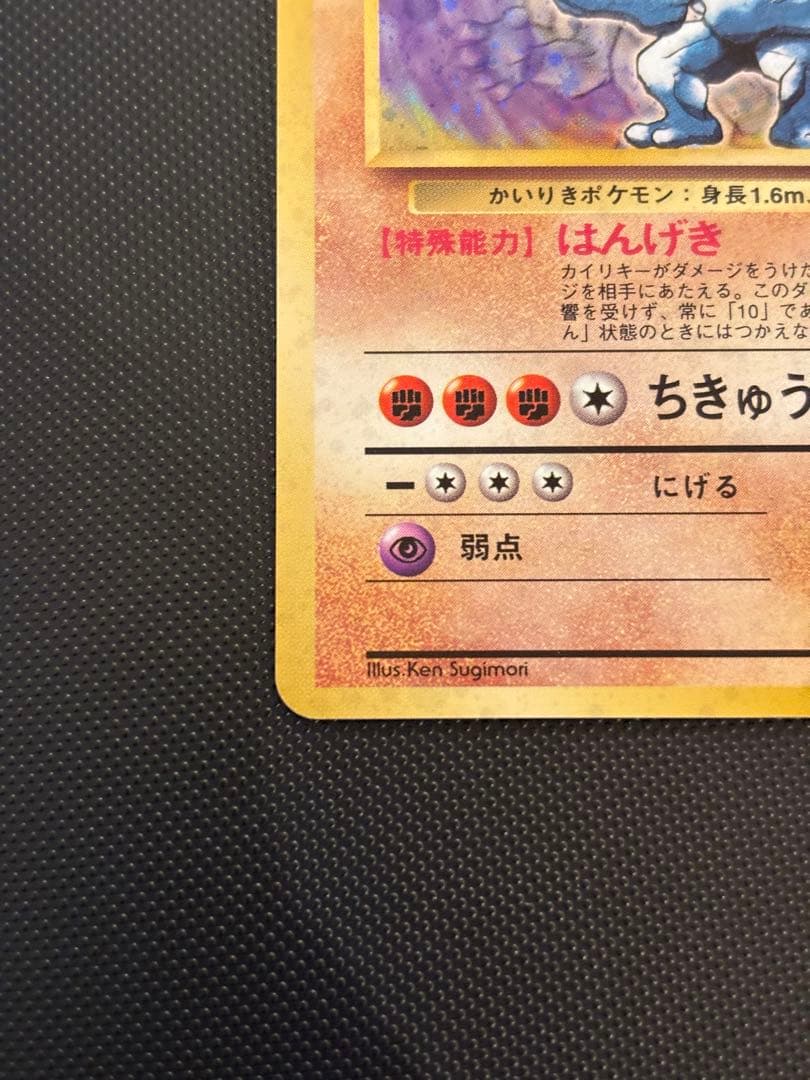 かいりきポケモン：身長1.6m、
【特殊能力】 はんげき
カイリキーがダメージをうけた
ジを相手にあたえる。このダ
響を受けず、常に「10」であ
ん」状態のときにはつかえな
ちきゅう
にげる
弱点
Illus.Ken Sugimori